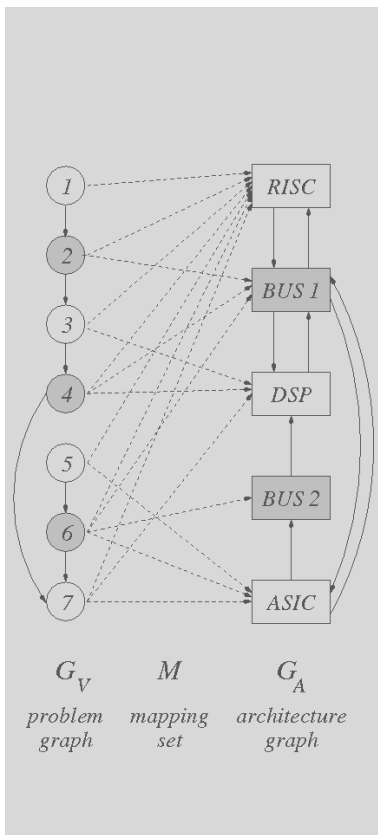 1
RISC
2
BUS 1
3
4
DSP
5
BUS 2
6
7
ASIC
G_V M G_A
problem mapping architecture
graph set graph